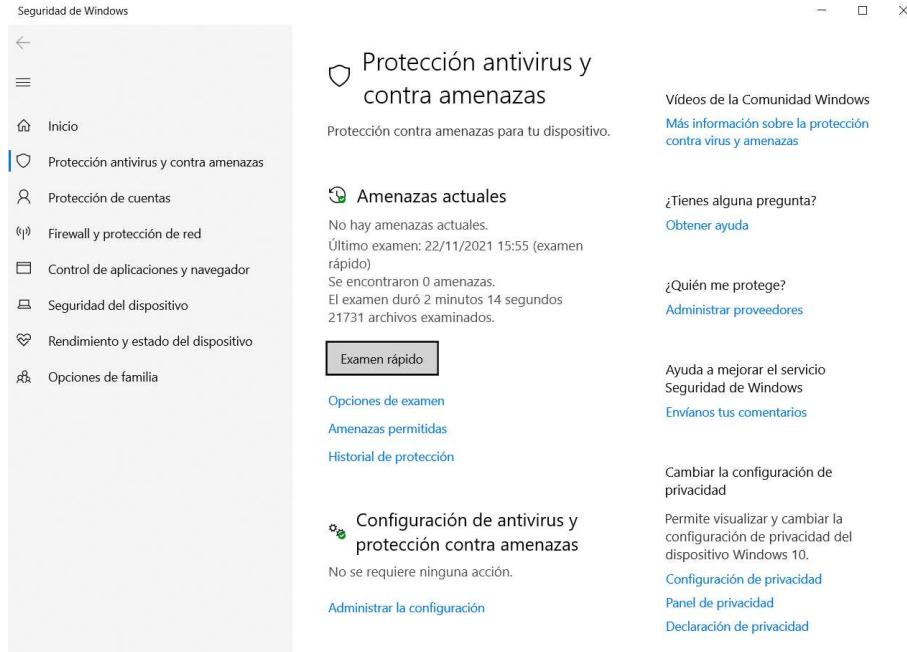 Seguridad de Windows
Inicio
Protección antivirus y contra amenazas
Protección de cuentas
Firewall y protección de red
Control de aplicaciones y navegador
Seguridad del dispositivo
Rendimiento y estado del dispositivo
Opciones de familia
Protección antivirus y
contra amenazas
Protección contra amenazas para tu dispositivo.
Amenazas actuales
No hay amenazas actuales.
Último examen: 22/11/2021 15:55 (examen
rápido)
Se encontraron 0 amenazas.
El examen duró 2 minutos 14 segundos
21731 archivos examinados.
Examen rápido
Opciones de examen
Amenazas permitidas
Historial de protección
Configuración de antivirus y
protección contra amenazas
No se requiere ninguna acción.
Administrar la configuración
Vídeos de la Comunidad Windows
Más información sobre la protección
contra virus y amenazas
¿Tienes alguna pregunta?
Obtener ayuda
¿Quién me protege?
Administrar proveedores
Ayuda a mejorar el servicio
Seguridad de Windows
Envíanos tus comentarios
Cambiar la configuración de
privacidad
Permite visualizar y cambiar la
configuración de privacidad del
dispositivo Windows 10.
Configuración de privacidad
Panel de privacidad
Declaración de privacidad